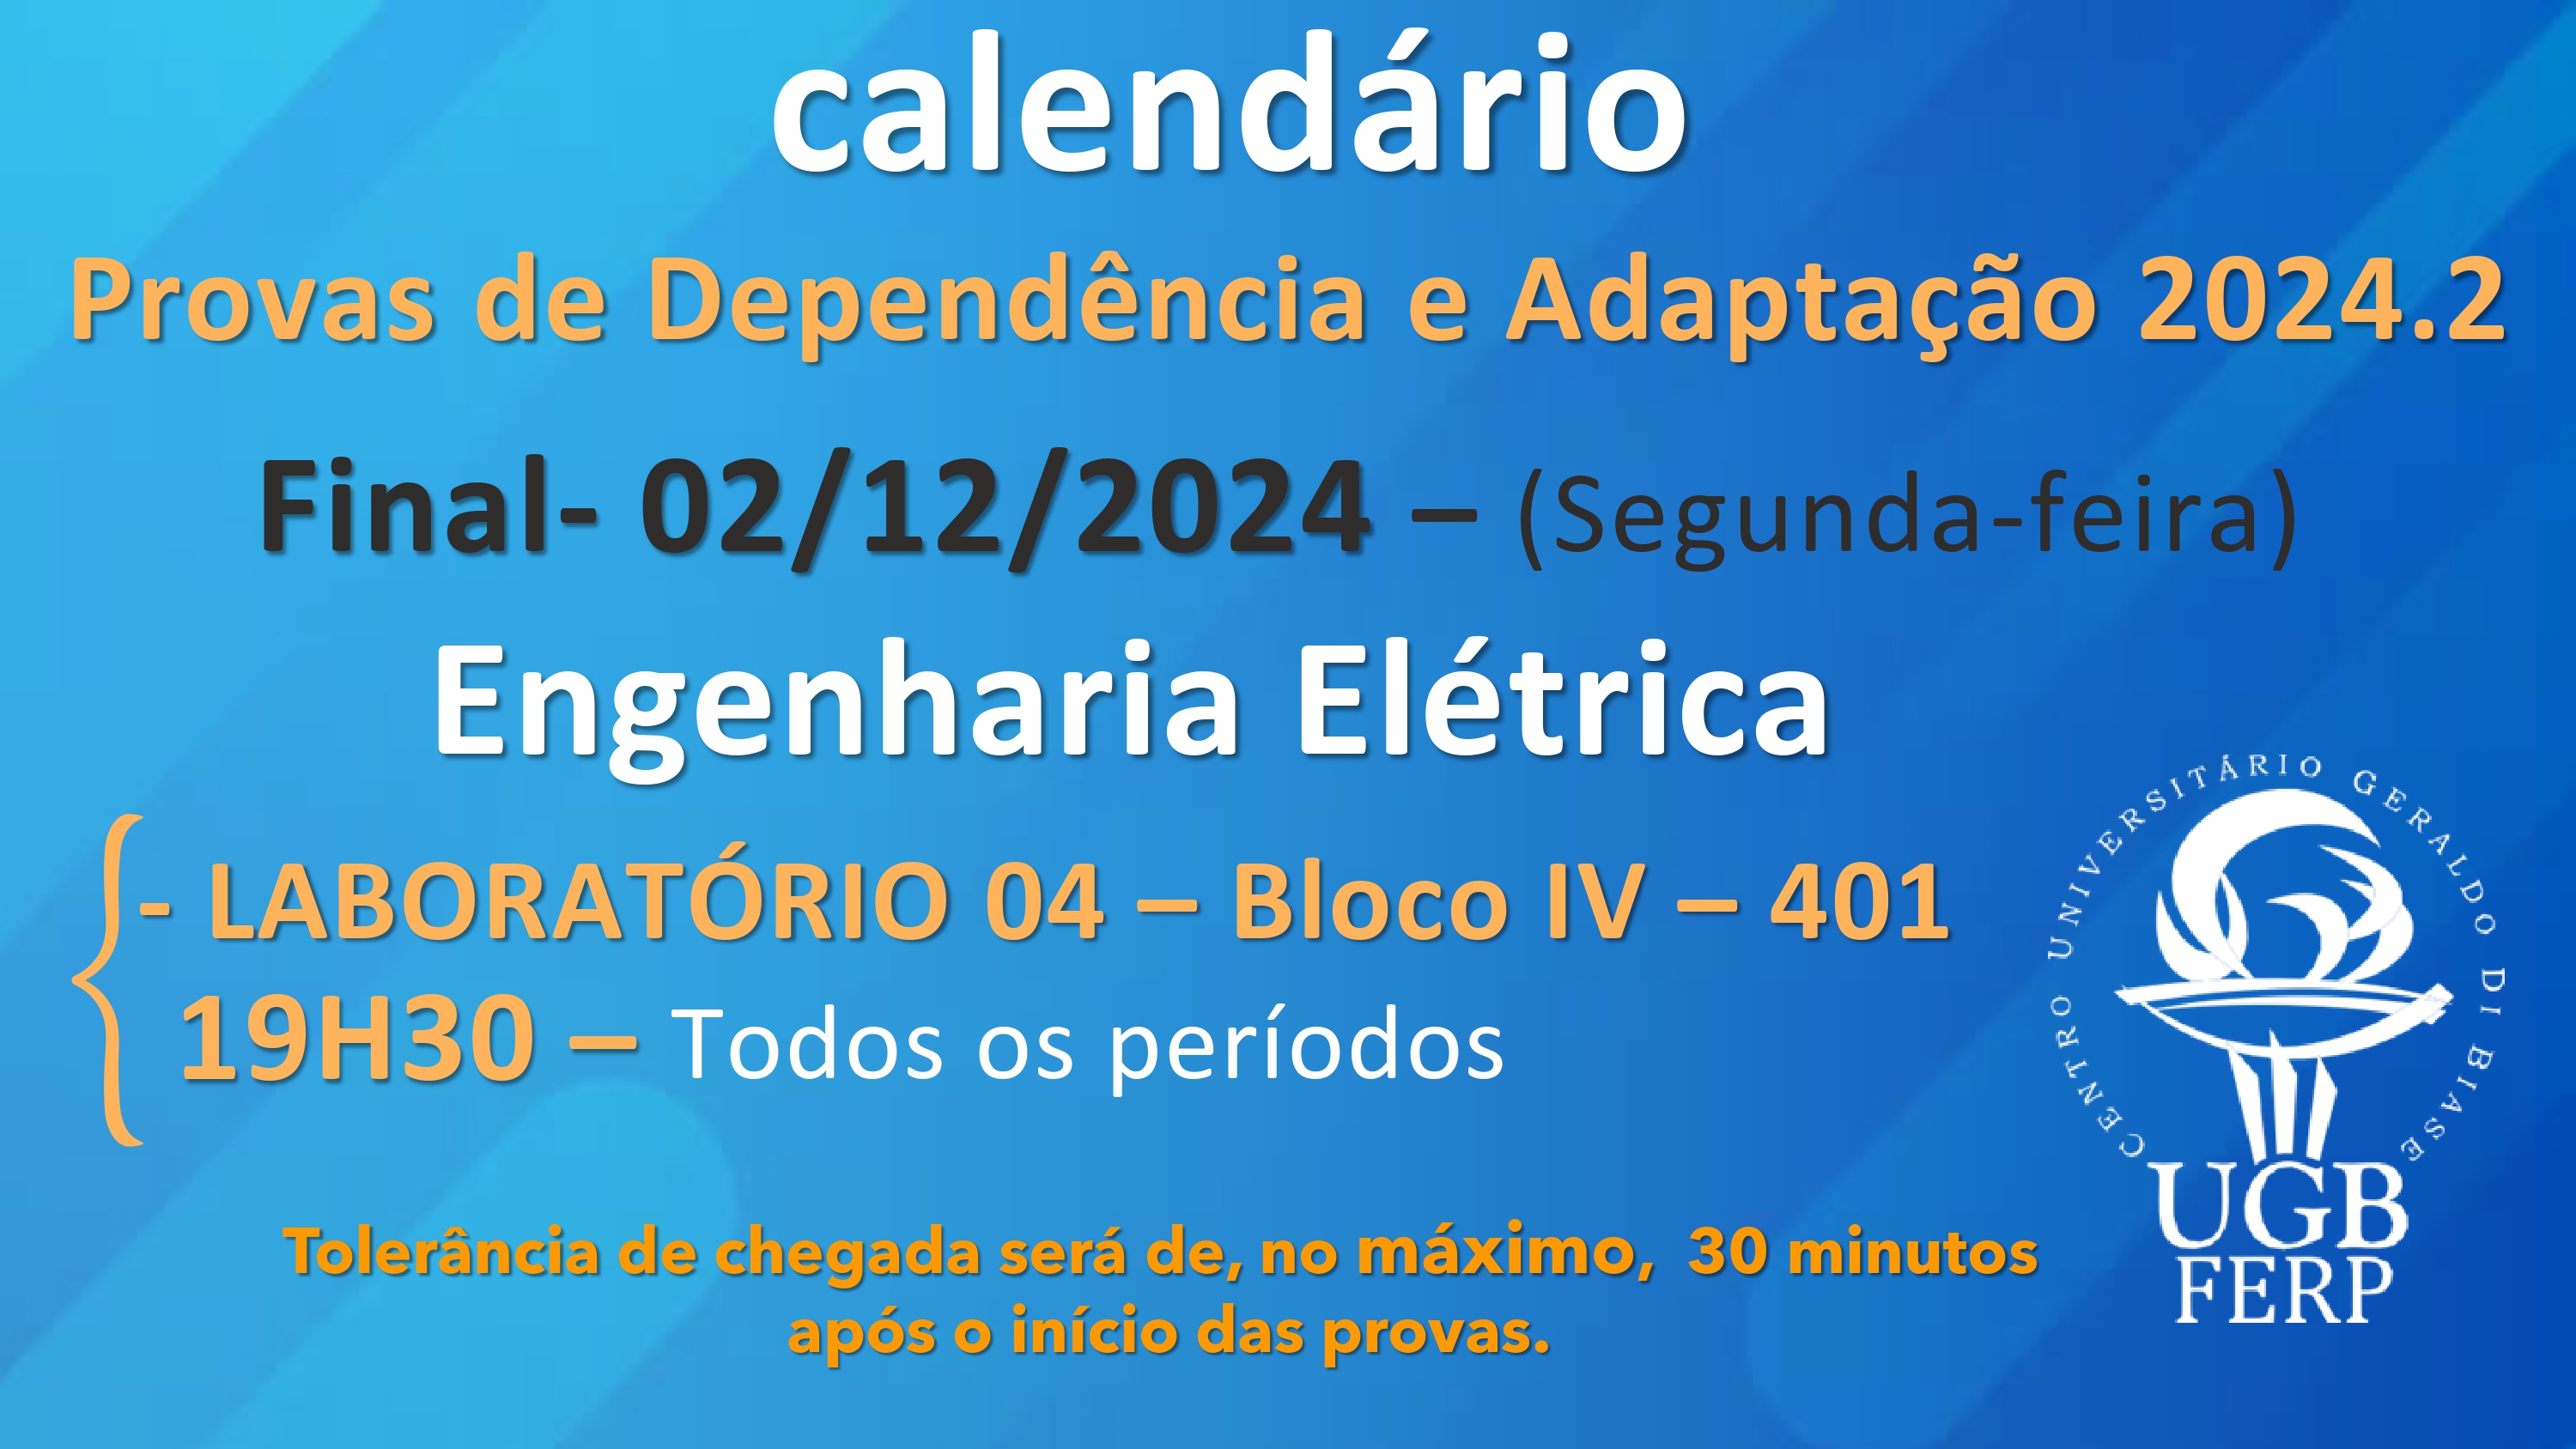 calendário
Provas de Dependência e Adaptação 2024.2
Final- 02/12/2024 – (Segunda-feira)
Engenharia Elétrica
- LABORATÓRIO 04 – Bloco IV – 401
19H30 – Todos os períodos
Tolerância de chegada será de, no máximo, 30 minutos
após o início das provas.
CENTRO UNIVERSITÁRIO GERALDO DI BIASE
UGB
FERP